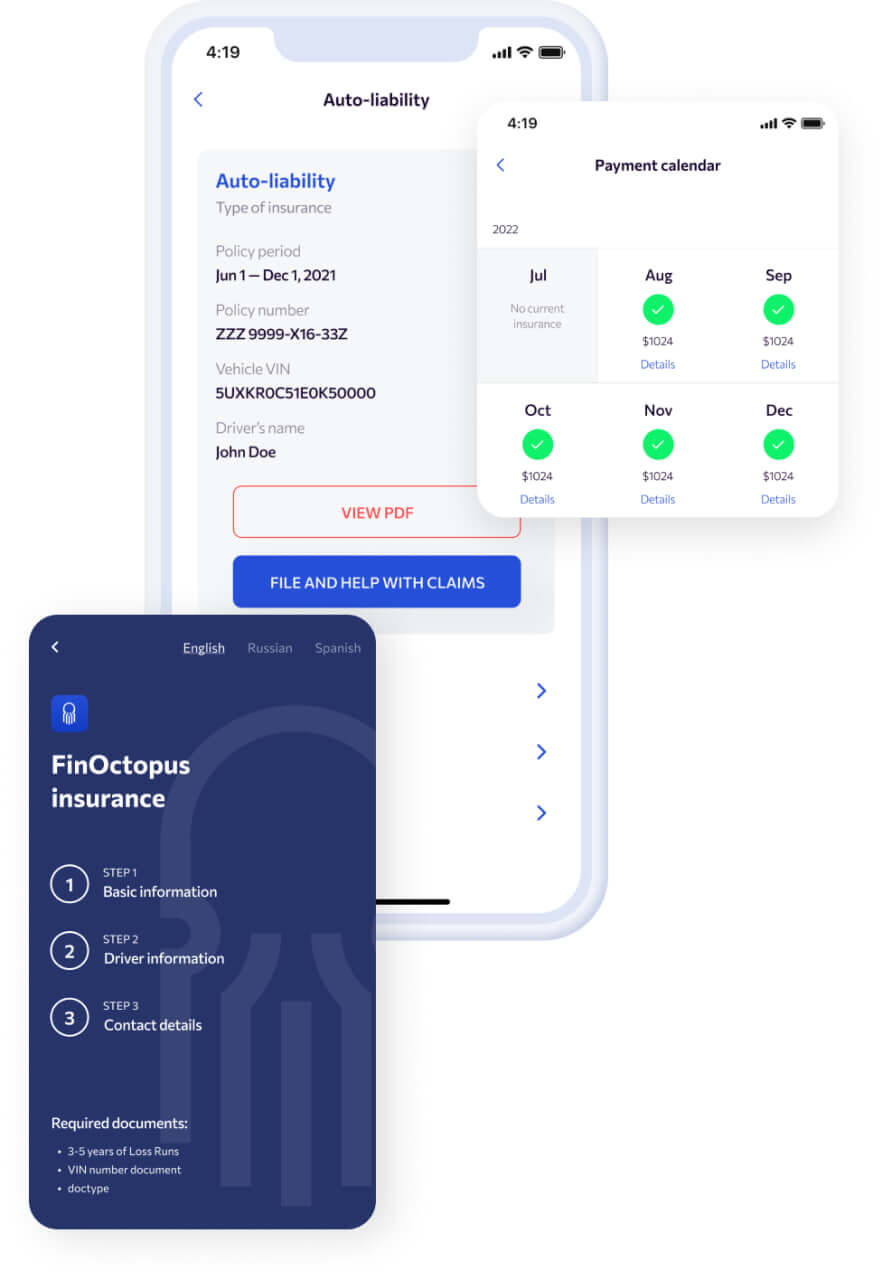 4:19
Auto-liability
Auto-liability
Type of insurance
Policy period
Jun 1 — Dec 1, 2021
Policy number
ZZZ 9999-X16-33Z
Vehicle VIN
5UXKR0C51E0K50000
Driver's name
John Doe
VIEW PDF
FILE AND HELP WITH CLAIMS
4:19
Payment calendar
2022
Jul
No current
insurance
Aug
$1024
Details
Sep
$1024
Details
Oct
$1024
Details
Nov
$1024
Details
Dec
$1024
Details
English Russian Spanish
FinOctopus
insurance
1
STEP 1
Basic information
2
STEP 2
Driver information
3
STEP 3
Contact details
Required documents:
• 3-5 years of Loss Runs
• VIN number document
• doctype